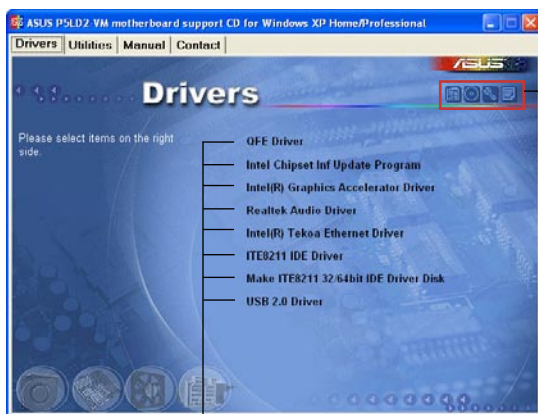 ASUS P5LD2-VM motherboard support CD for Windows XP Home/Professional
Drivers Utilities Manual Contact
ASUS
Drivers
Please select items on the right
side.
QFE Driver
Intel Chipset Inf Update Program
Intel(R) Graphics Accelerator Driver
Realtek Audio Driver
Intel(R) Tekoa Ethernet Driver
ITE8211 IDE Driver
Make ITE8211 32/64bit IDE Driver Disk
USB 2.0 Driver